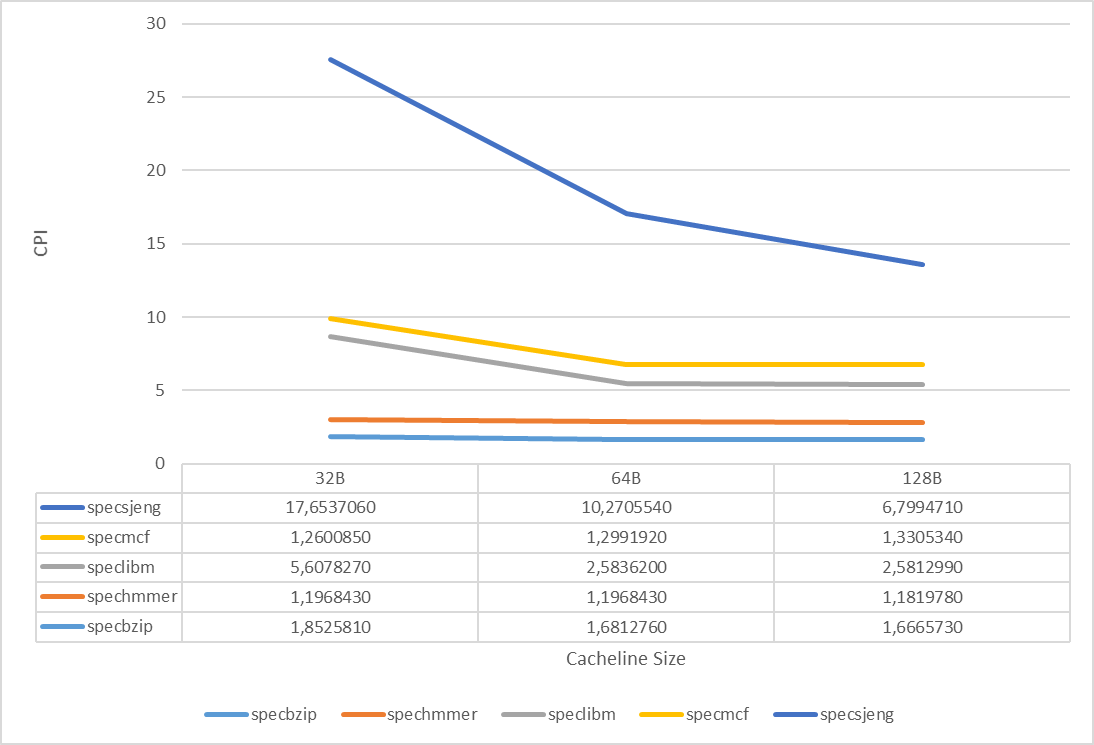 30
25
20
15
10
5
0
CPI
32B 64B 128B
specsjeng 17,6537060 10,2705540 6,7994710
specmcf 1,2600850 1,2991920 1,3305340
speclibm 5,6078270 2,5836200 2,5812990
spechmmer 1,1968430 1,1968430 1,1819780
specbzip 1,8525810 1,6812760 1,6665730
Cacheline Size
specbzip spechmmer speclibm specmcf specsjeng